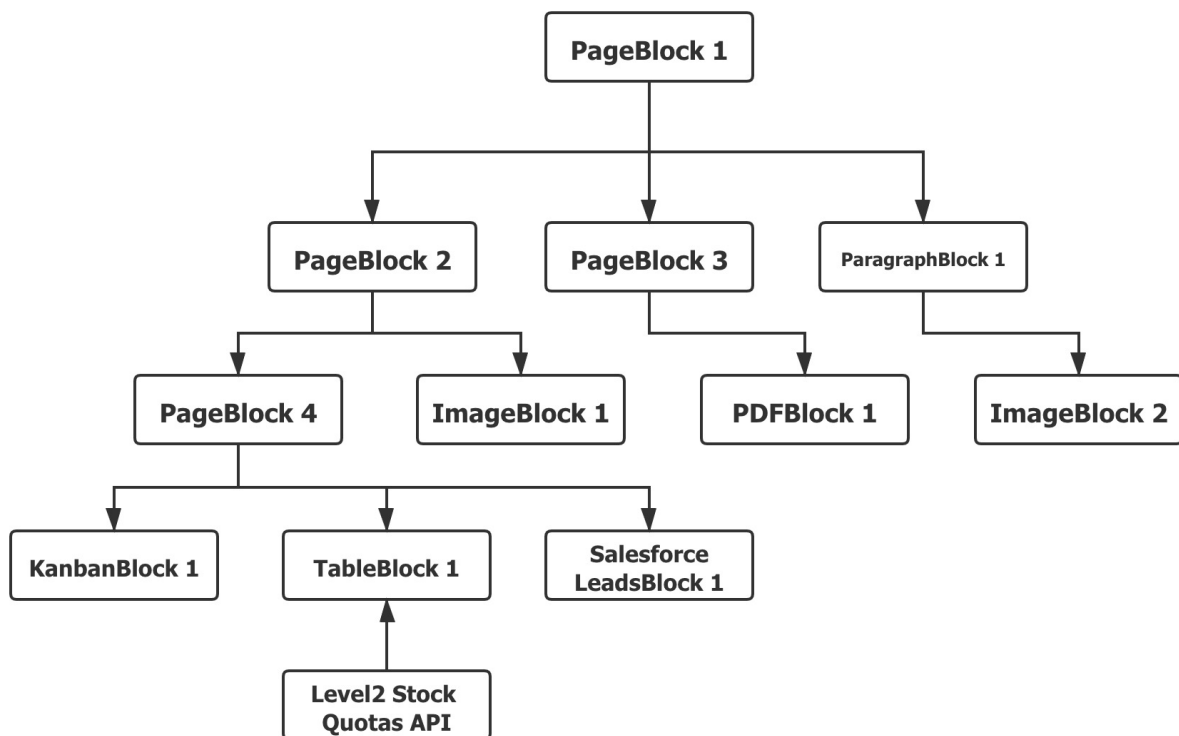 PageBlock 1
PageBlock 2
PageBlock 3
ParagraphBlock 1
PageBlock 4
ImageBlock 1
PDFBlock 1
ImageBlock 2
KanbanBlock 1
TableBlock 1
Salesforce
LeadsBlock 1
Level2 Stock
Quotas API